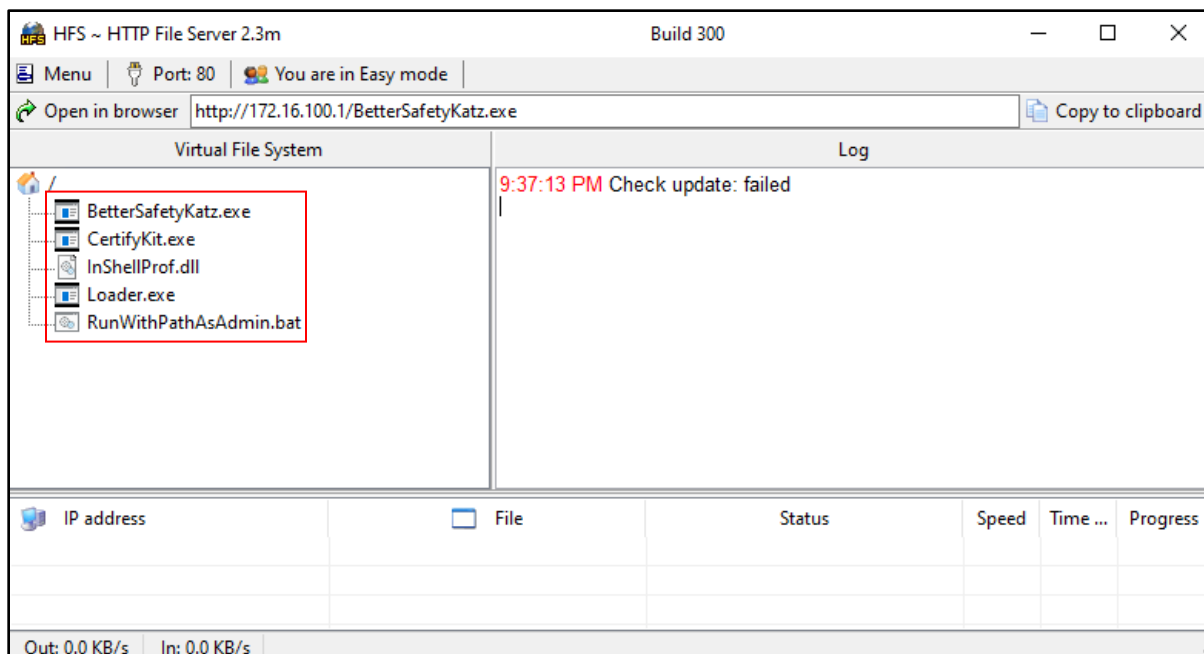 HFS ~ HTTP File Server 2.3m Build 300
Menu Port: 80 You are in Easy mode
Open in browser http://172.16.100.1/BetterSafetyKatz.exe Copy to clipboard
Virtual File System Log
/
BetterSafetyKatz.exe
CertifyKit.exe
InShellProf.dll
Loader.exe
RunWithPathAsAdmin.bat
9:37:13 PM Check update: failed
IP address File Status Speed Time ... Progress
Out: 0.0 KB/s In: 0.0 KB/s